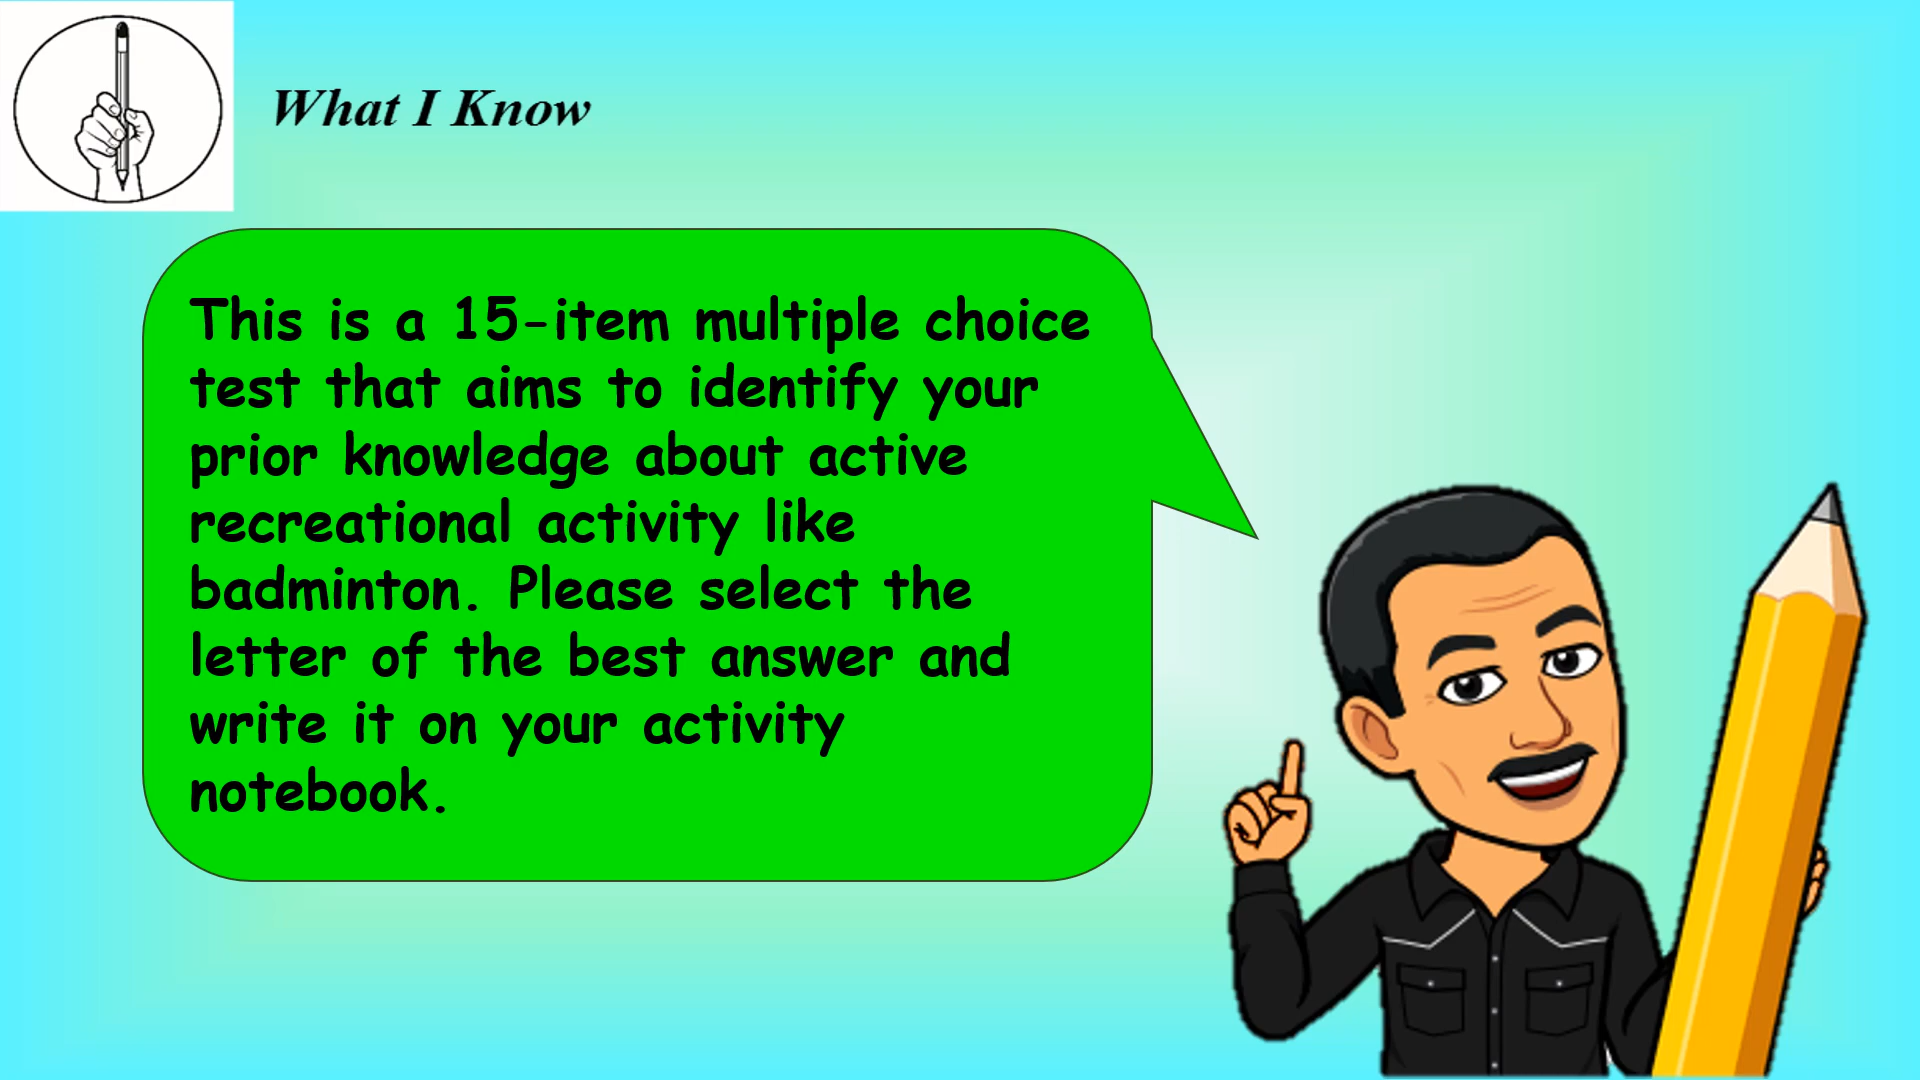 What I Know
This is a 15-item multiple choice
test that aims to identify your
prior knowledge about active
recreational activity like
badminton. Please select the
letter of the best answer and
write it on your activity
notebook.